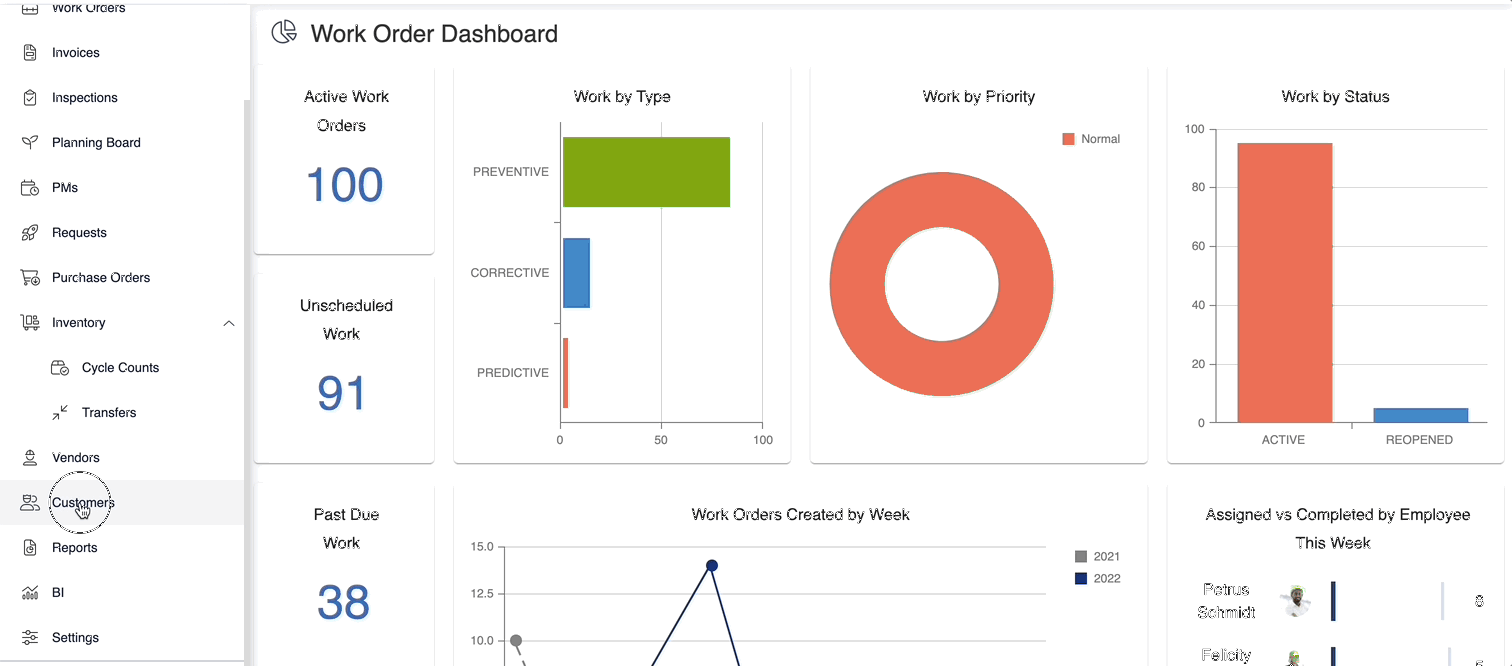 Work Orders
Invoices
Inspections
Planning Board
PMs
Requests
Purchase Orders
Inventory
Cycle Counts
Transfers
Vendors
Customers
Reports
BI
Settings
Work Order Dashboard
Active Work
Orders
100
Unscheduled
Work
91
Past Due
Work
38
Work by Type
PREVENTIVE
CORRECTIVE
PREDICTIVE
0 50 100
Work by Priority
Normal
Work by Status
100
80
60
40
20
0
ACTIVE REOPENED
Work Orders Created by Week
15.0
12.5
10.0
2021
2022
Assigned vs Completed by Employee
This Week
Petrus
Schmidt
8
Felicity